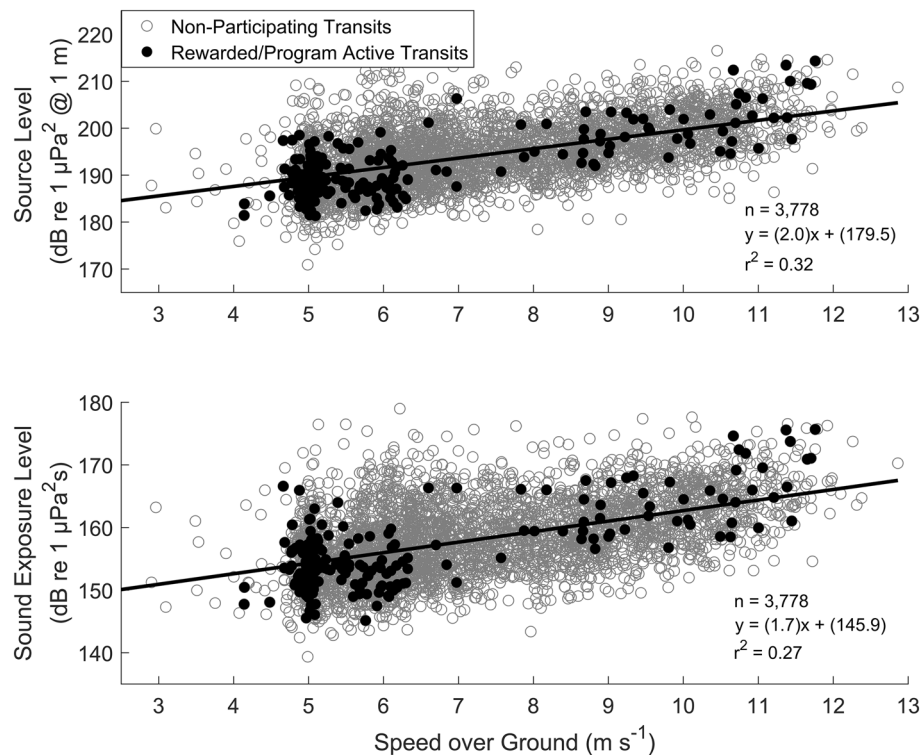 Non-Participating Transits
Rewarded/Program Active Transits
Source Level
(dB re 1 µPa² @ 1 m)
220
210
200
190
180
170
n = 3,778
y = (2.0)x + (179.5)
r² = 0.32
3 4 5 6 7 8 9 10 11 12 13
Sound Exposure Level
(dB re 1 µPa²s)
180
170
160
150
140
n = 3,778
y = (1.7)x + (145.9)
r² = 0.27
3 4 5 6 7 8 9 10 11 12 13
Speed over Ground (m s⁻¹)